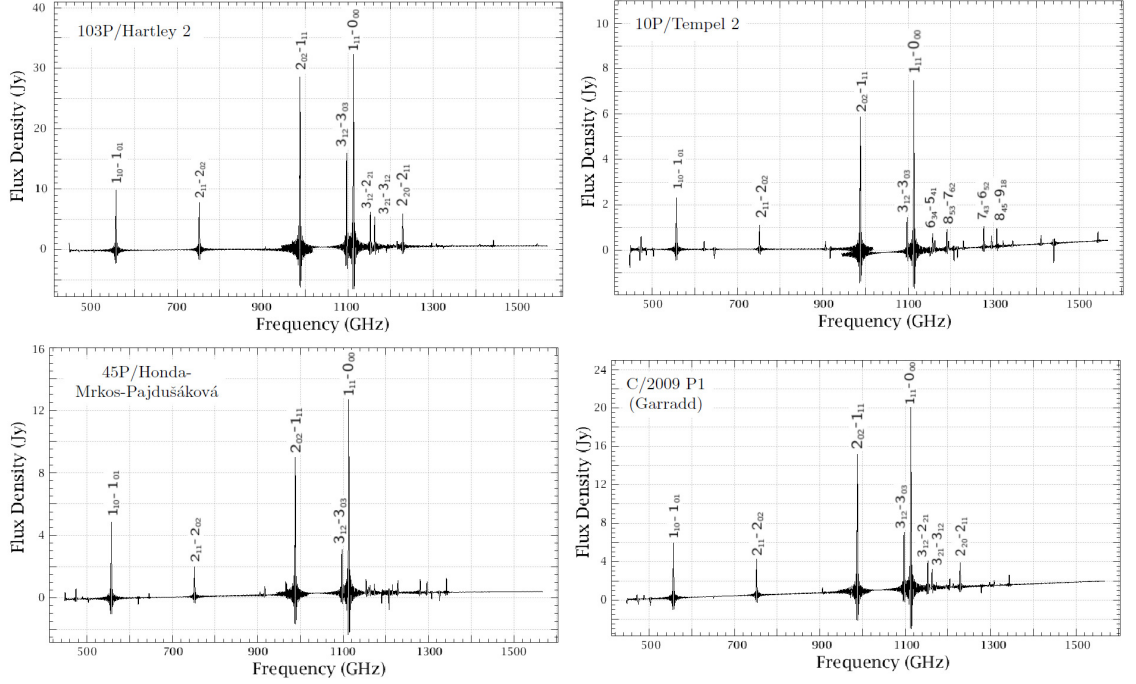 103P/Hartley 2
Flux Density (Jy)
40
30
20
10
0
1₁₀-1₀₁
2₁₁-2₀₂
2₀₂-1₁₁
3₁₂-3₀₃
1₁₁-0₀₀
3₁₂-2₂₁
3₂₁-3₁₂
2₂₀-2₁₁
500 700 900 1100 1300 1500
Frequency (GHz)
10P/Tempel 2
Flux Density (Jy)
10
8
6
4
2
0
1₁₀-1₀₁
2₁₁-2₀₂
2₀₂-1₁₁
3₁₂-3₀₃
1₁₁-0₀₀
6₃₄-5₄₁
8₅₃-7₆₂
7₄₃-6₅₂
8₄₅-9₁₈
500 700 900 1100 1300 1500
Frequency (GHz)
45P/Honda-
Mrkos-Pajdušáková
Flux Density (Jy)
16
12
8
4
0
1₁₀-1₀₁
2₁₁-2₀₂
2₀₂-1₁₁
3₁₂-3₀₃
1₁₁-0₀₀
500 700 900 1100 1300 1500
Frequency (GHz)
C/2009 P1
(Garradd)
Flux Density (Jy)
24
20
16
12
8
4
0
1₁₀-1₀₁
2₁₁-2₀₂
2₀₂-1₁₁
3₁₂-3₀₃
1₁₁-0₀₀
3₁₂-2₂₁
3₂₁-3₁₂
2₂₀-2₁₁
500 700 900 1100 1300 1500
Frequency (GHz)